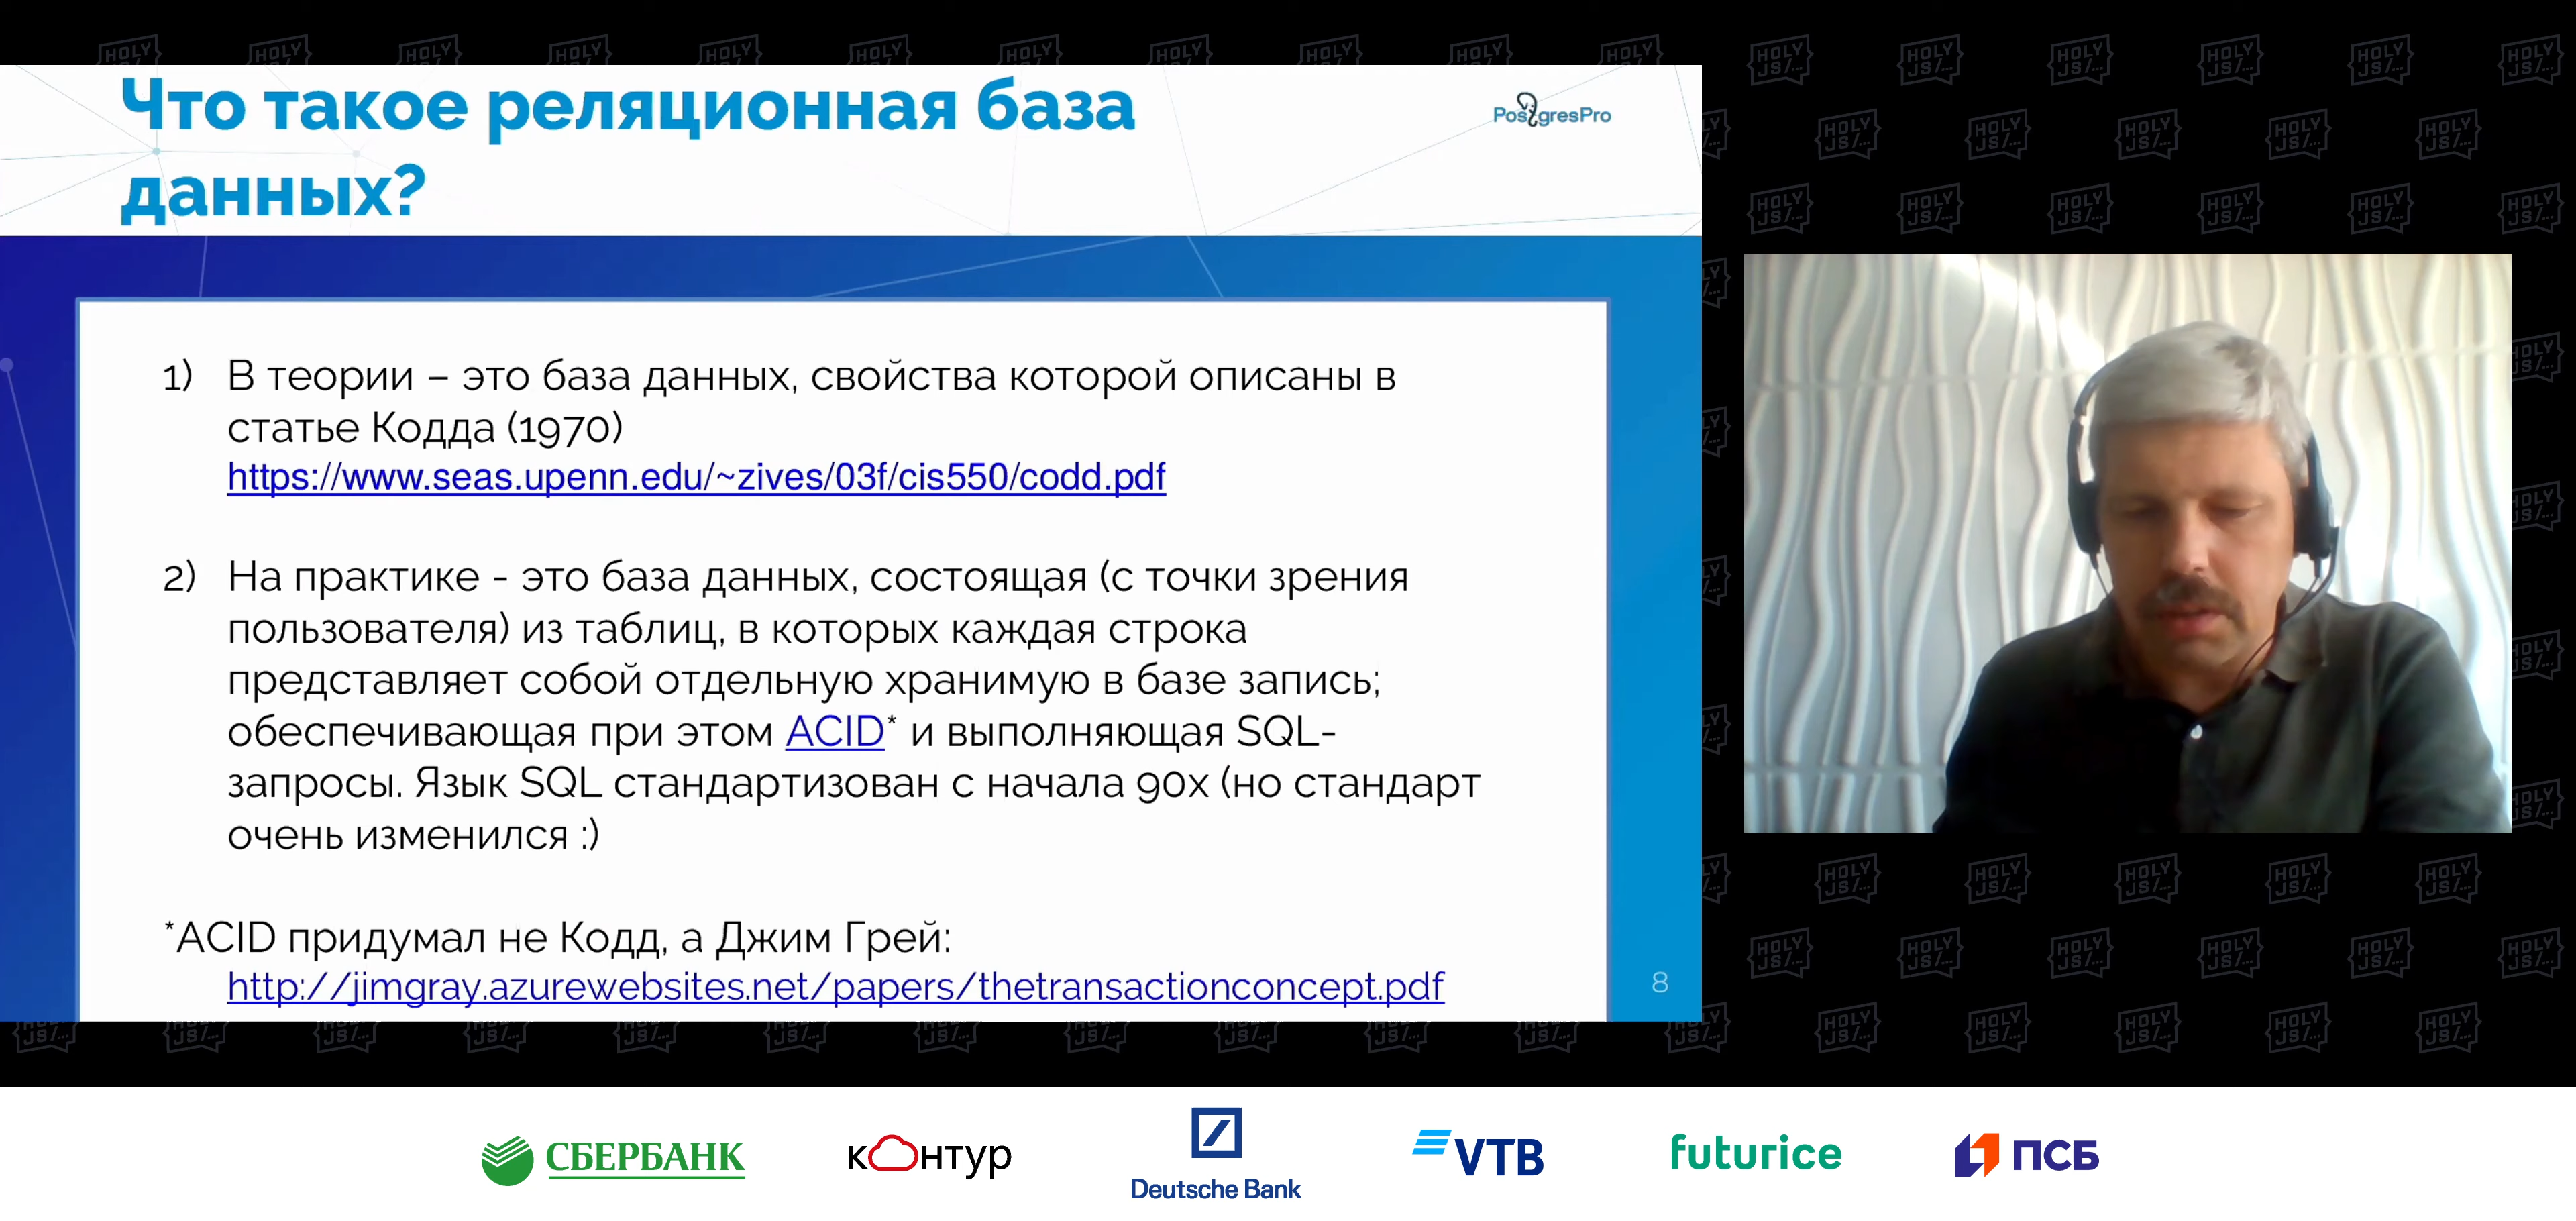 Что такое реляционная база
данных?
PostgresPro
1) В теории – это база данных, свойства которой описаны в
статье Кодда (1970)
https://www.seas.upenn.edu/~zives/03f/cis550/codd.pdf
2) На практике - это база данных, состоящая (с точки зрения
пользователя) из таблиц, в которых каждая строка
представляет собой отдельную хранимую в базе запись;
обеспечивающая при этом ACID* и выполняющая SQL-
запросы. Язык SQL стандартизован с начала 90х (но стандарт
очень изменился :)
*ACID придумал не Кодд, а Джим Грей:
http://jimgray.azurewebsites.net/papers/thetransactionconcept.pdf
8
HOLY
JS/...
СБЕРБАНК
контур
Deutsche Bank
VTB
futurice
ПСБ